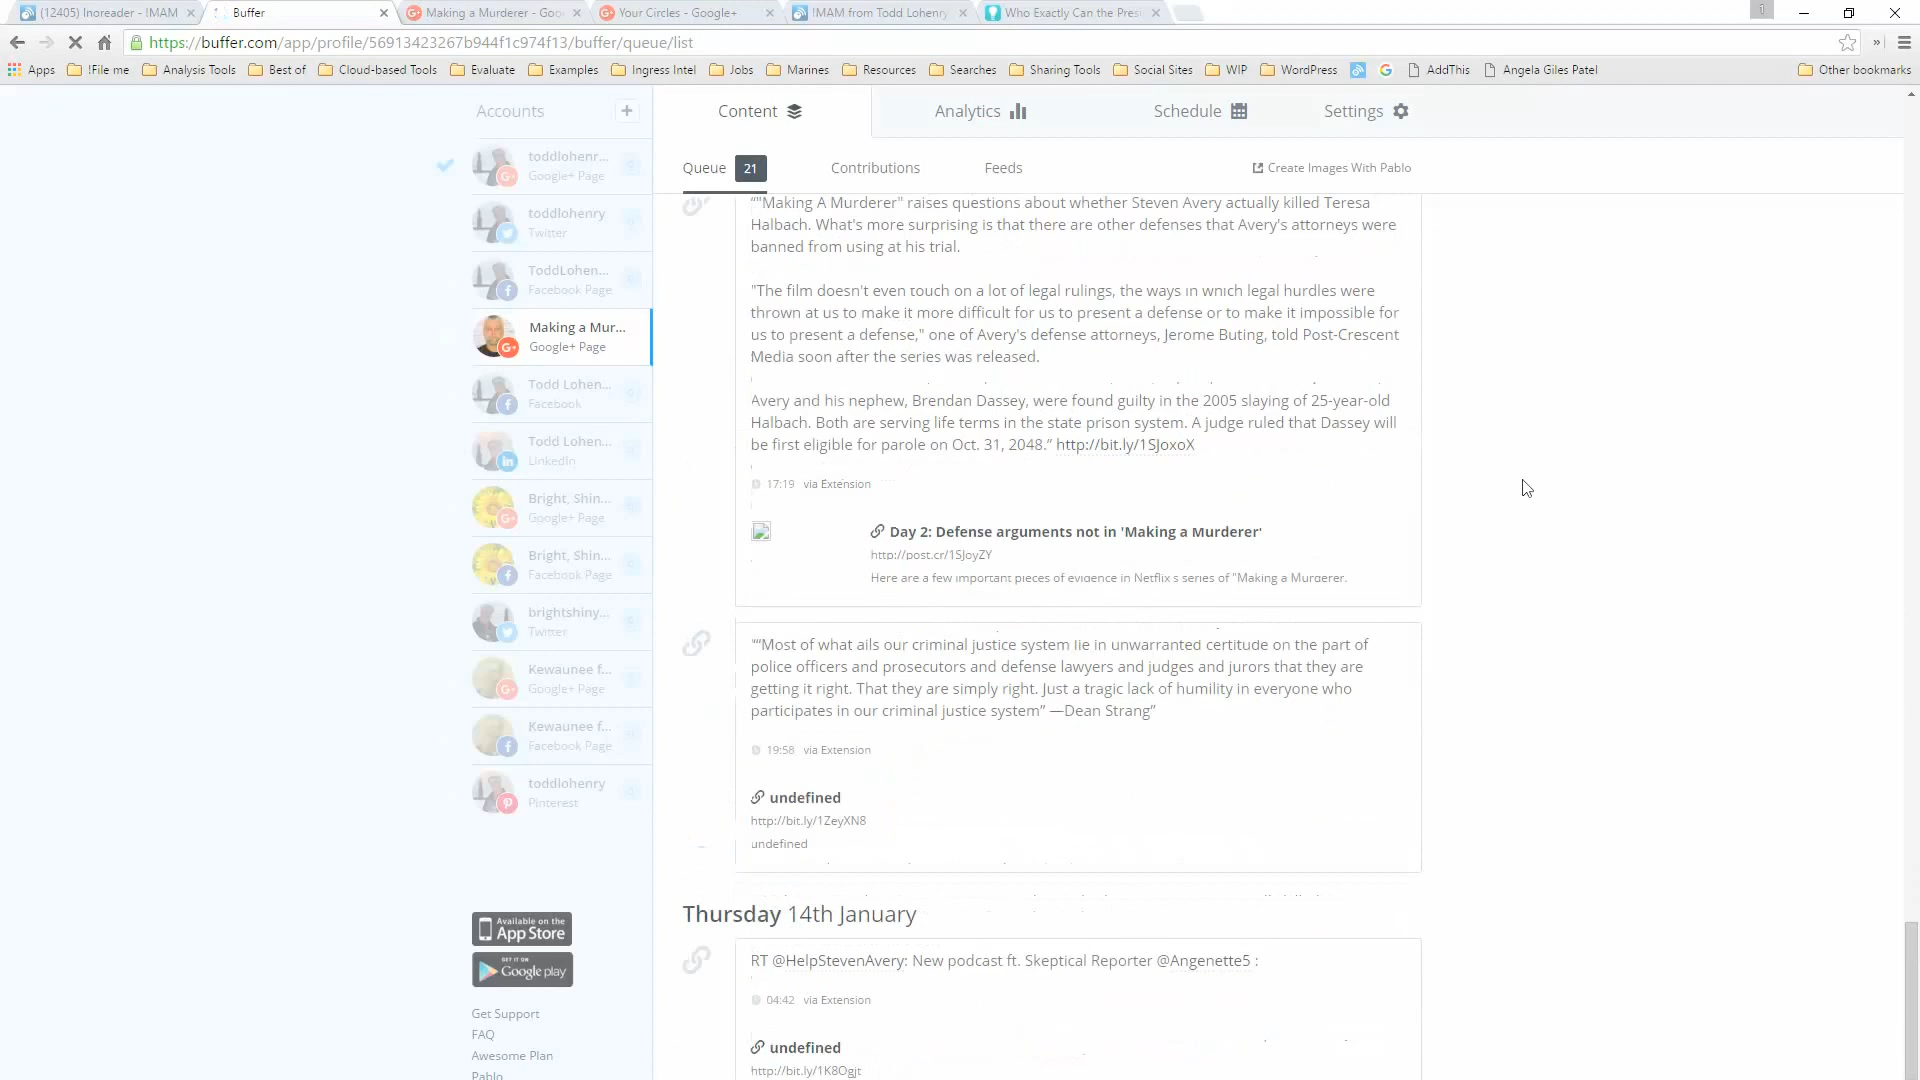 (12405) Inoreader - !MAM
Buffer
Making a Murderer - Goo
Your Circles - Google+
!MAM from Todd Lohenry
Who Exactly Can the Pres
1
https://buffer.com/app/profile/56913423267b944f1c974f13/buffer/queue/list
Apps !File me Analysis Tools Best of Cloud-based Tools Evaluate Examples Ingress Intel Jobs Marines Resources Searches Sharing Tools Social Sites WIP WordPress AddThis Angela Giles Patel Other bookmarks
Accounts +
Content
Analytics
Schedule
Settings
Queue 21
Contributions
Feeds
Create Images With Pablo
toddlohenr...
Google+ Page
toddlohenry
Twitter
ToddLohen...
Facebook Page
Making a Mur...
Google+ Page
Todd Lohen...
Facebook
Todd Lohen...
LinkedIn
Bright, Shin...
Google+ Page
Bright, Shin...
Facebook Page
brightshiny...
Twitter
Kewaunee f...
Google+ Page
Kewaunee f...
Facebook Page
toddlohenry
Pinterest
Available on the
App Store
GET IT ON
Google play
Get Support
FAQ
Awesome Plan
Pablo
“"Making A Murderer" raises questions about whether Steven Avery actually killed Teresa
Halbach. What's more surprising is that there are other defenses that Avery's attorneys were
banned from using at his trial.
"The film doesn't even touch on a lot of legal rulings, the ways in which legal hurdles were
thrown at us to make it more difficult for us to present a defense or to make it impossible for
us to present a defense," one of Avery's defense attorneys, Jerome Buting, told Post-Crescent
Media soon after the series was released.
Avery and his nephew, Brendan Dassey, were found guilty in the 2005 slaying of 25-year-old
Halbach. Both are serving life terms in the state prison system. A judge ruled that Dassey will
be first eligible for parole on Oct. 31, 2048.” http://bit.ly/1SJoxoX
17:19 via Extension
Day 2: Defense arguments not in 'Making a Murderer'
http://post.cr/1SJoyZY
Here are a few important pieces of evidence in Netflix's series of "Making a Murderer.
"“Most of what ails our criminal justice system lie in unwarranted certitude on the part of
police officers and prosecutors and defense lawyers and judges and jurors that they are
getting it right. That they are simply right. Just a tragic lack of humility in everyone who
participates in our criminal justice system” —Dean Strang”
19:58 via Extension
undefined
http://bit.ly/1ZeyXN8
undefined
Thursday 14th January
RT @HelpStevenAvery: New podcast ft. Skeptical Reporter @Angenette5 :
04:42 via Extension
undefined
http://bit.ly/1K8Ogjt